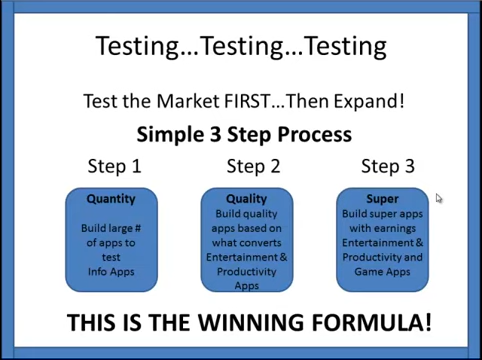 Testing...Testing...Testing
Test the Market FIRST...Then Expand!
Simple 3 Step Process
Step 1
Step 2
Step 3
Quantity
Build large #
of apps to
test
Info Apps
Quality
Build quality
apps based on
what converts
Entertainment &
Productivity
Apps
Super
Build super apps
with earnings
Entertainment &
Productivity and
Game Apps
THIS IS THE WINNING FORMULA!